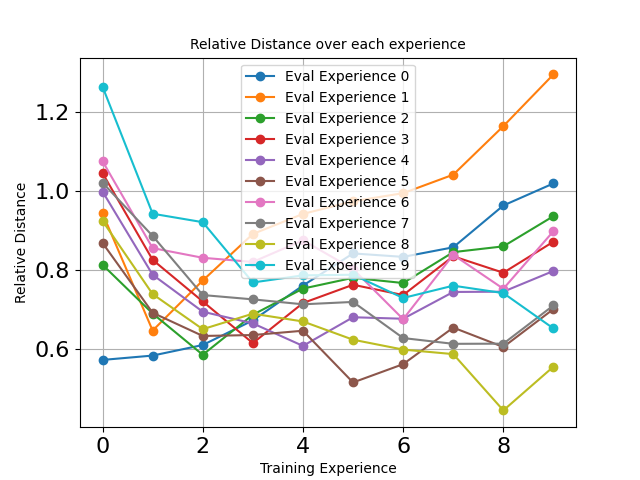 Relative Distance over each experience
Eval Experience 0
Eval Experience 1
Eval Experience 2
Eval Experience 3
Eval Experience 4
Eval Experience 5
Eval Experience 6
Eval Experience 7
Eval Experience 8
Eval Experience 9
Relative Distance
1.2
1.0
0.8
0.6
0 2 4 6 8
Training Experience